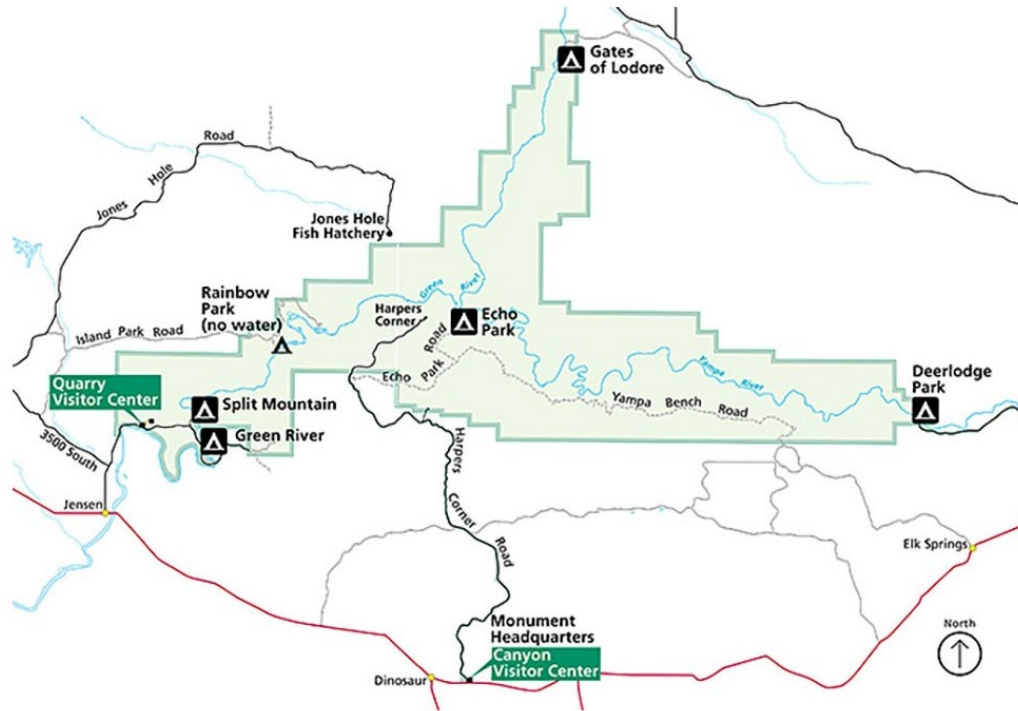 Gates
of Lodore
Road
Hole
Jones
Jones Hole
Fish Hatchery
Green
River
Rainbow
Park
(no water)
Harpers
Corner
Echo
Park
Island Park Road
Echo Park Road
Yampa River
Deerlodge
Park
Quarry
Visitor Center
Split Mountain
Yampa Bench Road
Green River
3500 South
Harpers Corner Road
Jensen
Elk Springs
Monument
Headquarters
Canyon
Visitor Center
Dinosaur
North